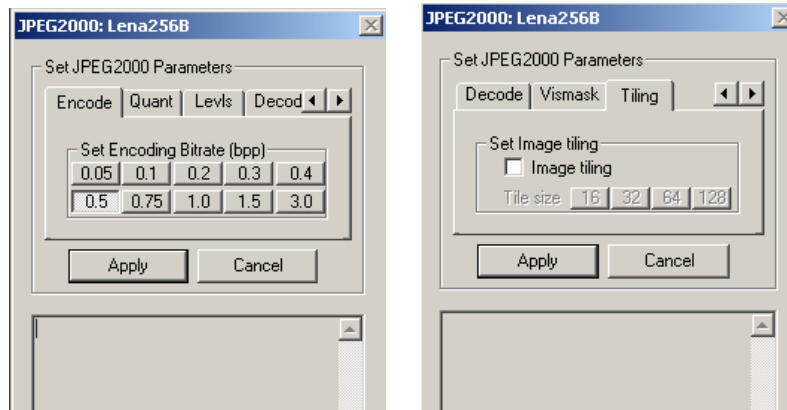 JPEG2000: Lena256B
Set JPEG2000 Parameters
Encode Quant Levls Decod
Set Encoding Bitrate (bpp)
0.05 0.1 0.2 0.3 0.4
0.5 0.75 1.0 1.5 3.0
Apply Cancel
JPEG2000: Lena256B
Set JPEG2000 Parameters
Decode Vismask Tiling
Set Image tiling
Image tiling
Tile size 16 32 64 128
Apply Cancel